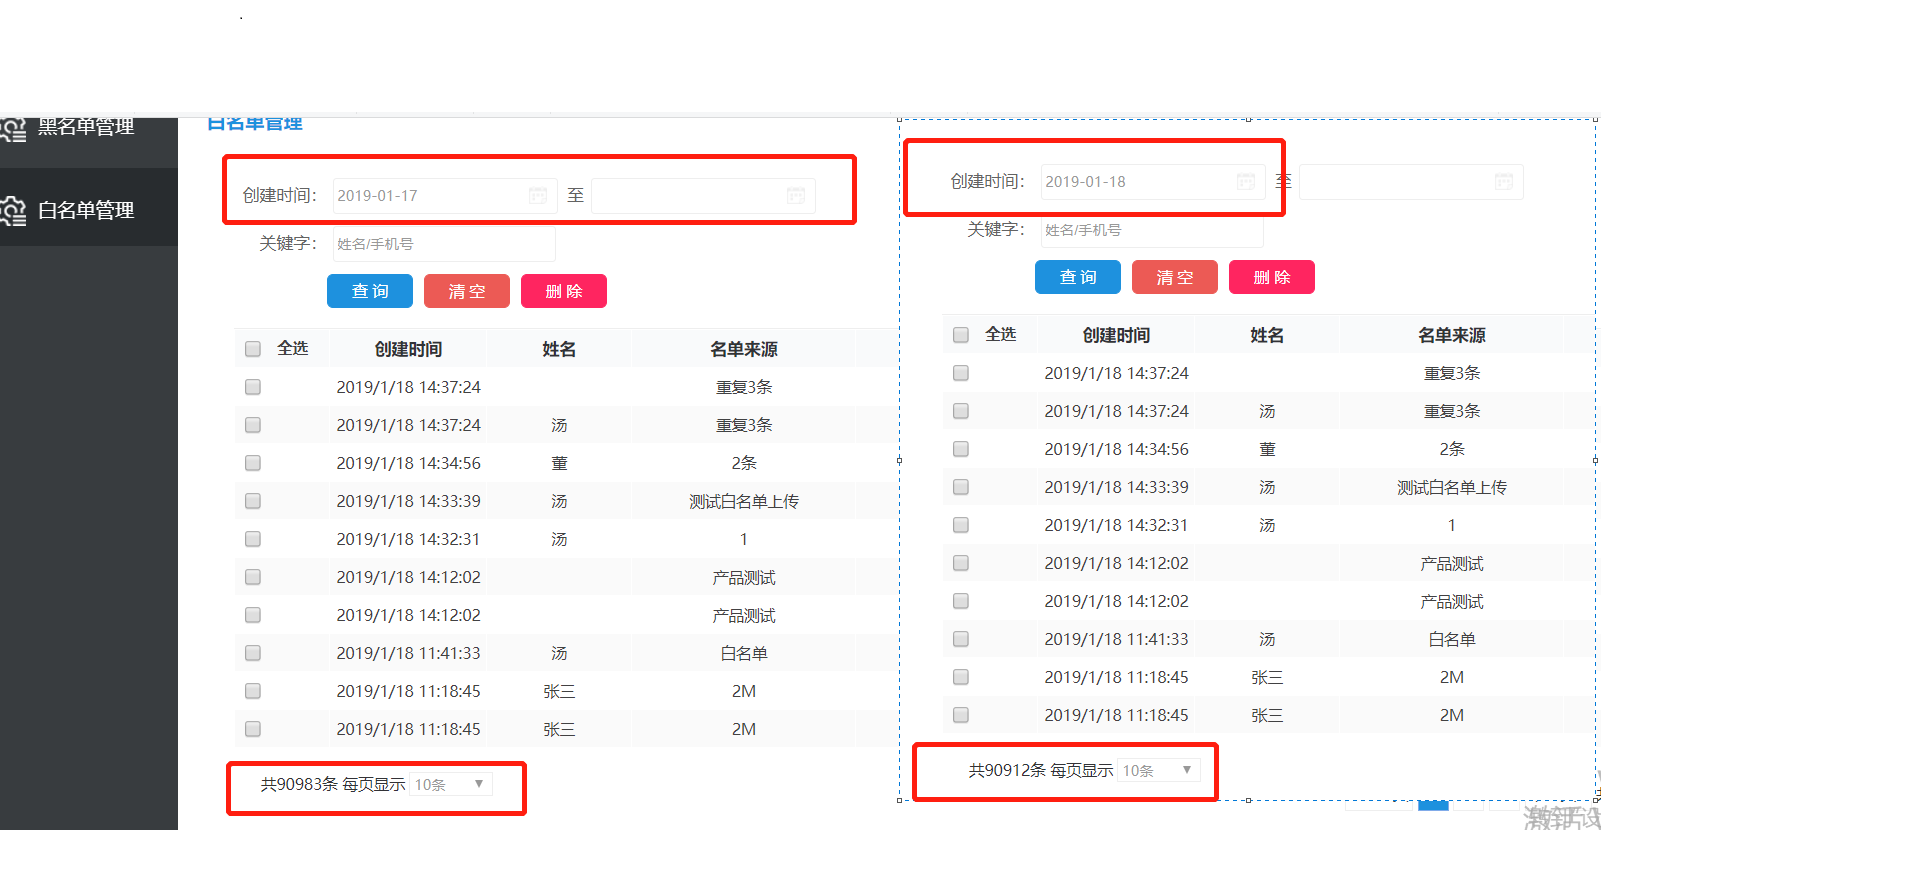 黑名单管理
白名单管理
白名单管理
创建时间： 2019-01-17 至
关键字： 姓名/手机号
查 询 清 空 删 除
全选 创建时间 姓名 名单来源
2019/1/18 14:37:24 重复3条
2019/1/18 14:37:24 汤 重复3条
2019/1/18 14:34:56 董 2条
2019/1/18 14:33:39 汤 测试白名单上传
2019/1/18 14:32:31 汤 1
2019/1/18 14:12:02 产品测试
2019/1/18 14:12:02 产品测试
2019/1/18 11:41:33 汤 白名单
2019/1/18 11:18:45 张三 2M
2019/1/18 11:18:45 张三 2M
共90983条 每页显示 10条
创建时间： 2019-01-18 至
关键字： 姓名/手机号
查 询 清 空 删 除
全选 创建时间 姓名 名单来源
2019/1/18 14:37:24 重复3条
2019/1/18 14:37:24 汤 重复3条
2019/1/18 14:34:56 董 2条
2019/1/18 14:33:39 汤 测试白名单上传
2019/1/18 14:32:31 汤 1
2019/1/18 14:12:02 产品测试
2019/1/18 14:12:02 产品测试
2019/1/18 11:41:33 汤 白名单
2019/1/18 11:18:45 张三 2M
2019/1/18 11:18:45 张三 2M
共90912条 每页显示 10条